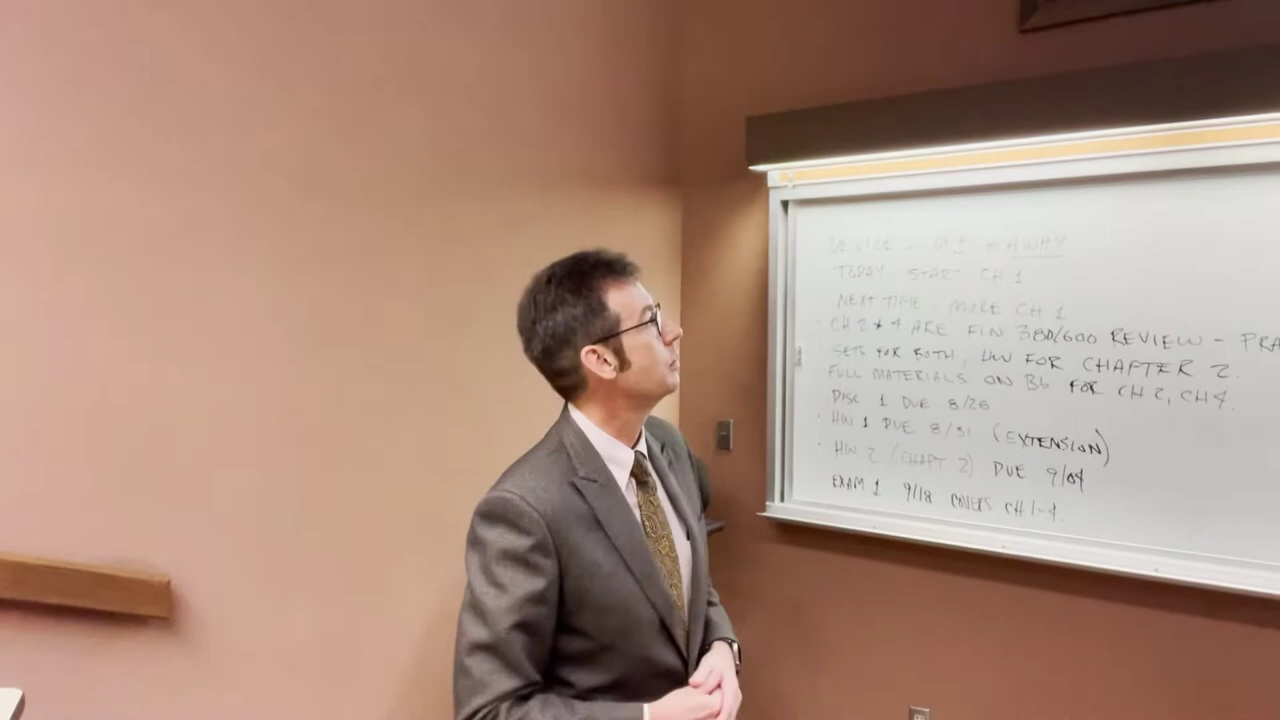 DEVICE - OFF #AWHY
TODAY START CH 1
NEXT TIME - MORE CH 1
• CH 2 & 4 ARE FIN 380/600 REVIEW - PRA
SETS FOR BOTH, HW FOR CHAPTER 2.
FULL MATERIALS ON Bb FOR CH 2, CH 4.
DISC 1 DUE 8/26
• HW 1 DUE 8/31 (EXTENSION)
• HW 2 (CHAPT 2) DUE 9/04
EXAM 1 9/18 COVERS CH 1-4.